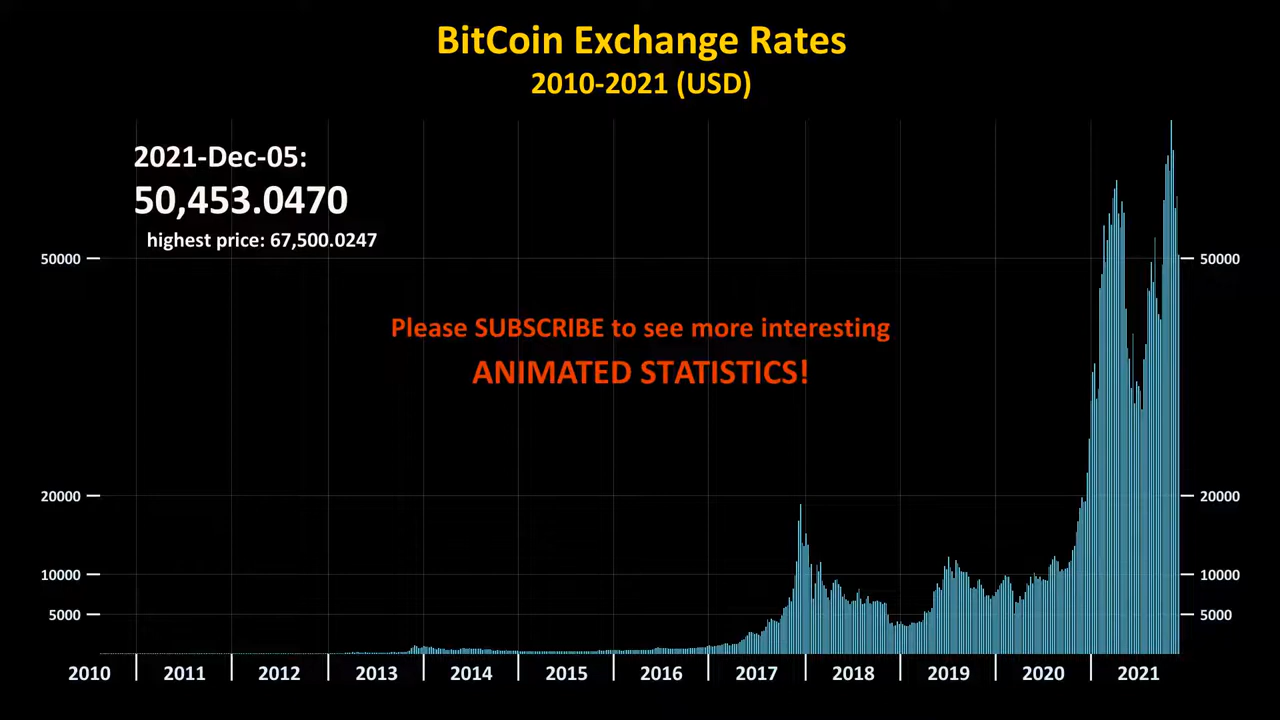 BitCoin Exchange Rates
2010-2021 (USD)
2021-Dec-05:
50,453.0470
highest price: 67,500.0247
50000
50000
Please SUBSCRIBE to see more interesting
ANIMATED STATISTICS!
20000
20000
10000
10000
5000
5000
2010 2011 2012 2013 2014 2015 2016 2017 2018 2019 2020 2021